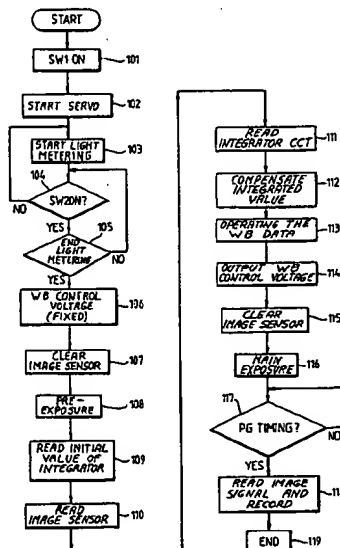 START
SW1 ON
101
START SERVO
102
START LIGHT
METERING
103
104
SW2ON?
NO
YES
105
END
LIGHT
METERING
NO
YES
WB CONTROL
VOLTAGE
(FIXED)
106
CLEAR
IMAGE SENSOR
107
PRE-
EXPOSURE
108
READ INITIAL
VALUE OF
INTEGRATOR
109
READ
IMAGE SENSOR
110
READ
INTEGRATOR CCT
111
COMPENSATE
INTEGRATED
VALUE
112
OPERATING THE
WB DATA
113
OUTPUT WB
CONTROL VOLTAGE
114
CLEAR
IMAGE SENSOR
115
MAIN
EXPOSURE
116
117
PG TIMING?
NO
YES
READ IMAGE
SIGNAL AND
RECORD
11
END
119